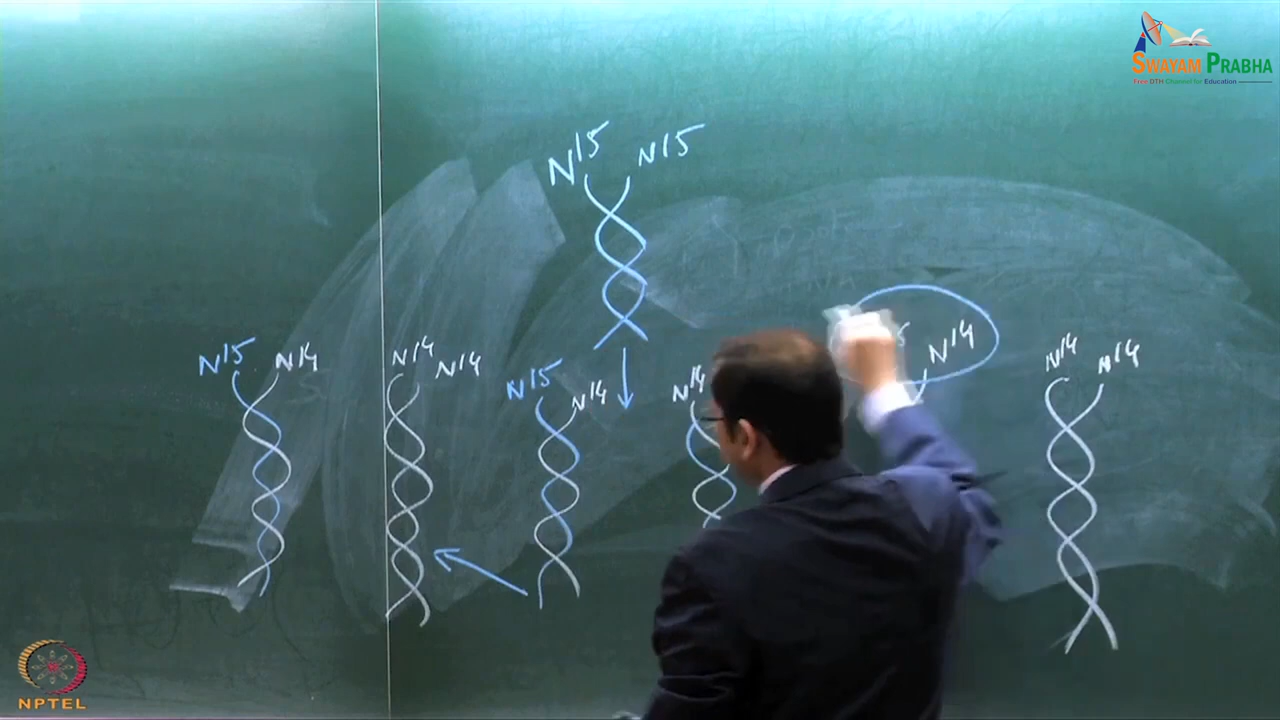 SWAYAM PRABHA
Free DTH Channel for Education
N15 N15
N15 N14
N14 N14
N15 N14
N14
N14
N14 N14
NPTEL